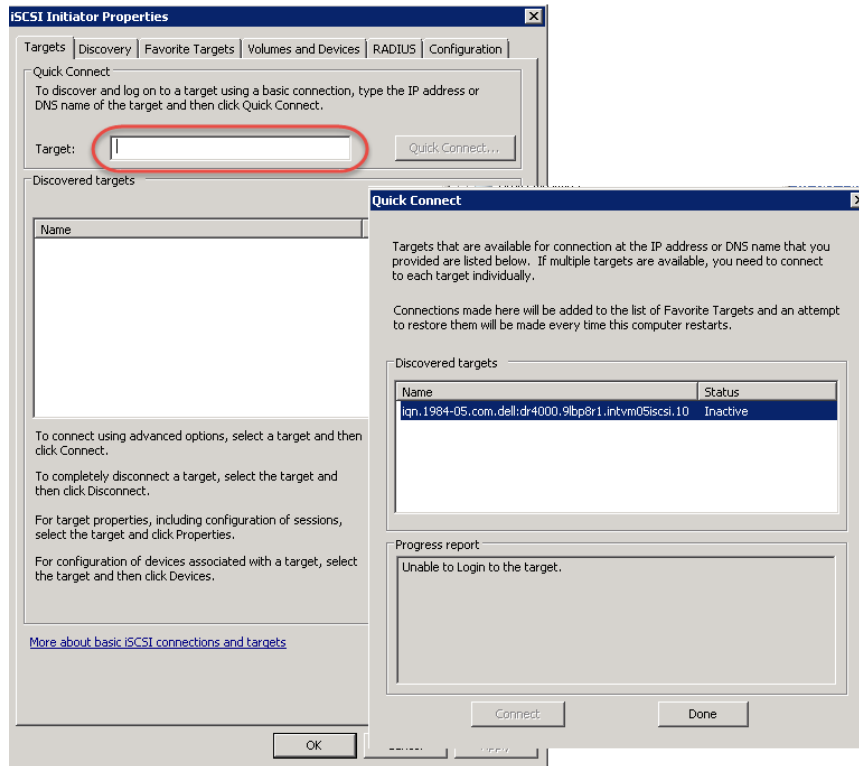 iSCSI Initiator Properties
Targets Discovery Favorite Targets Volumes and Devices RADIUS Configuration
Quick Connect
To discover and log on to a target using a basic connection, type the IP address or
DNS name of the target and then click Quick Connect.
Target:
Quick Connect...
Discovered targets
Name
To connect using advanced options, select a target and then
click Connect.
To completely disconnect a target, select the target and
then click Disconnect.
For target properties, including configuration of sessions,
select the target and click Properties.
For configuration of devices associated with a target, select
the target and then click Devices.
More about basic iSCSI connections and targets
OK
Quick Connect
Targets that are available for connection at the IP address or DNS name that you
provided are listed below. If multiple targets are available, you need to connect
to each target individually.
Connections made here will be added to the list of Favorite Targets and an attempt
to restore them will be made every time this computer restarts.
Discovered targets
Name Status
iqn.1984-05.com.dell:dr4000.9lbp8r1.intvm05iscsi.10 Inactive
Progress report
Unable to Login to the target.
Connect Done